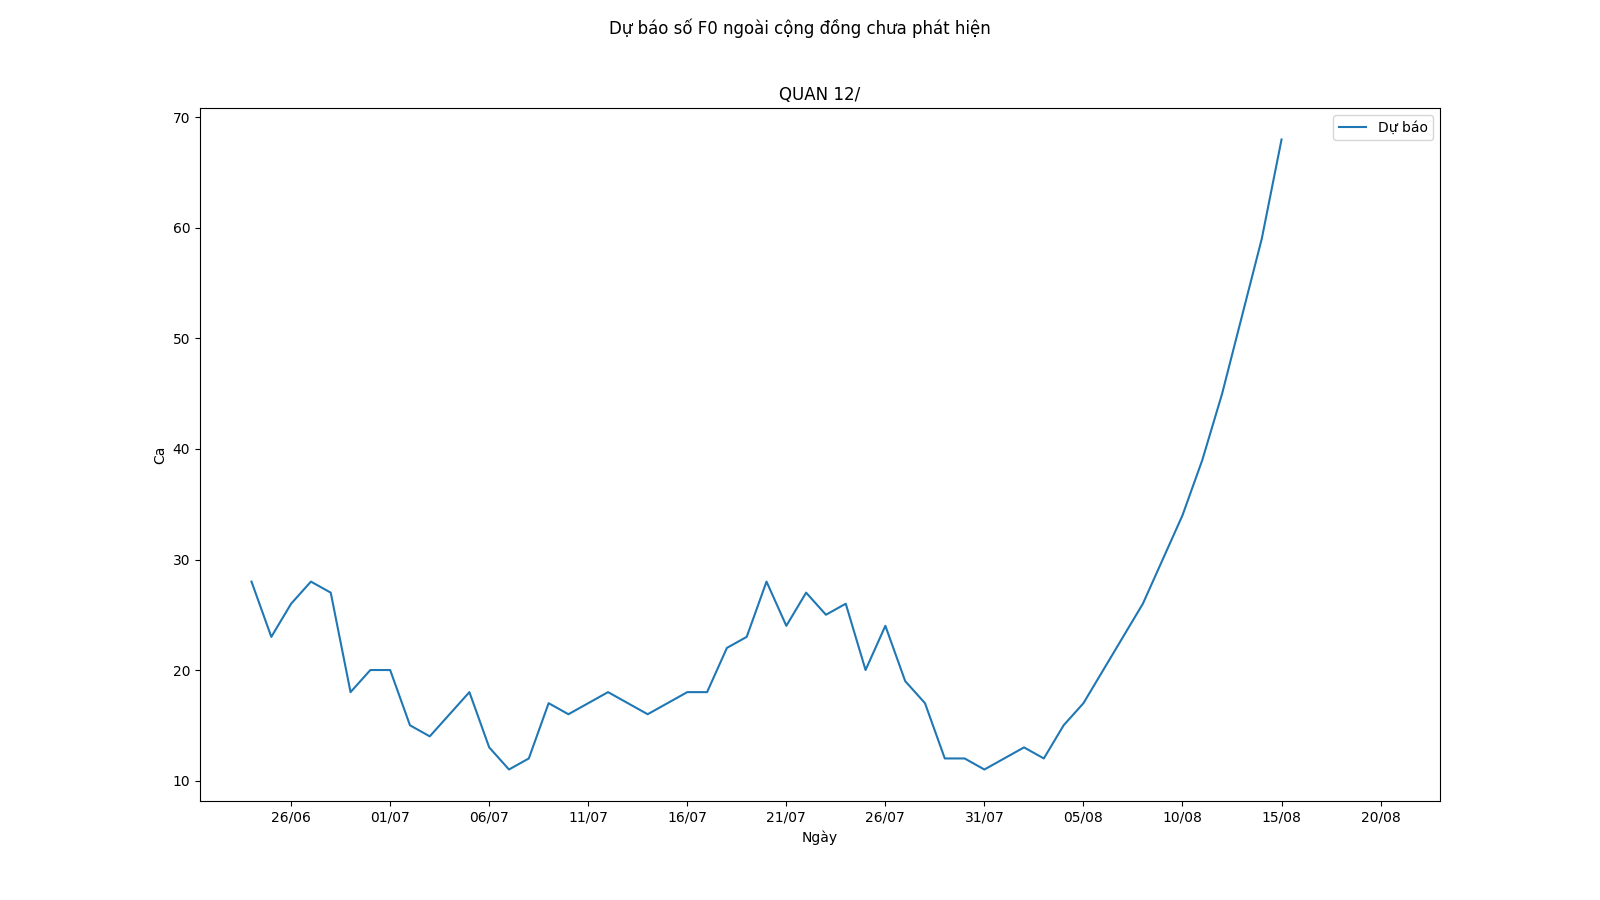 Dự báo số F0 ngoài cộng đồng chưa phát hiện
QUAN 12/
Dự báo
70
60
50
40
30
20
10
Ca
26/06 01/07 06/07 11/07 16/07 21/07 26/07 31/07 05/08 10/08 15/08 20/08
Ngày